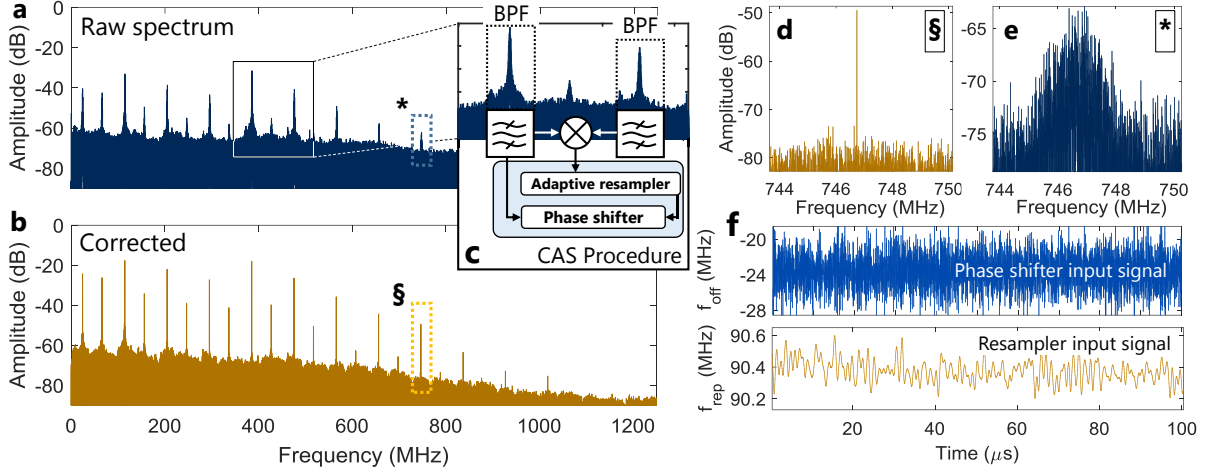 a
Raw spectrum
Amplitude (dB)
0
-20
-40
-60
-80
*
BPF
BPF
Adaptive resampler
Phase shifter
c
CAS Procedure
b
Corrected
Amplitude (dB)
0
-20
-40
-60
-80
§
0
200
400
600
800
1000
1200
Frequency (MHz)
d
§
Amplitude (dB)
-50
-60
-70
-80
744
746
748
750
Frequency (MHz)
e
*
-65
-70
-75
744
746
748
750
Frequency (MHz)
f
f_off (MHz)
-20
-24
-28
Phase shifter input signal
f_rep (MHz)
90.6
90.4
90.2
Resampler input signal
20
40
60
80
100
Time (μs)